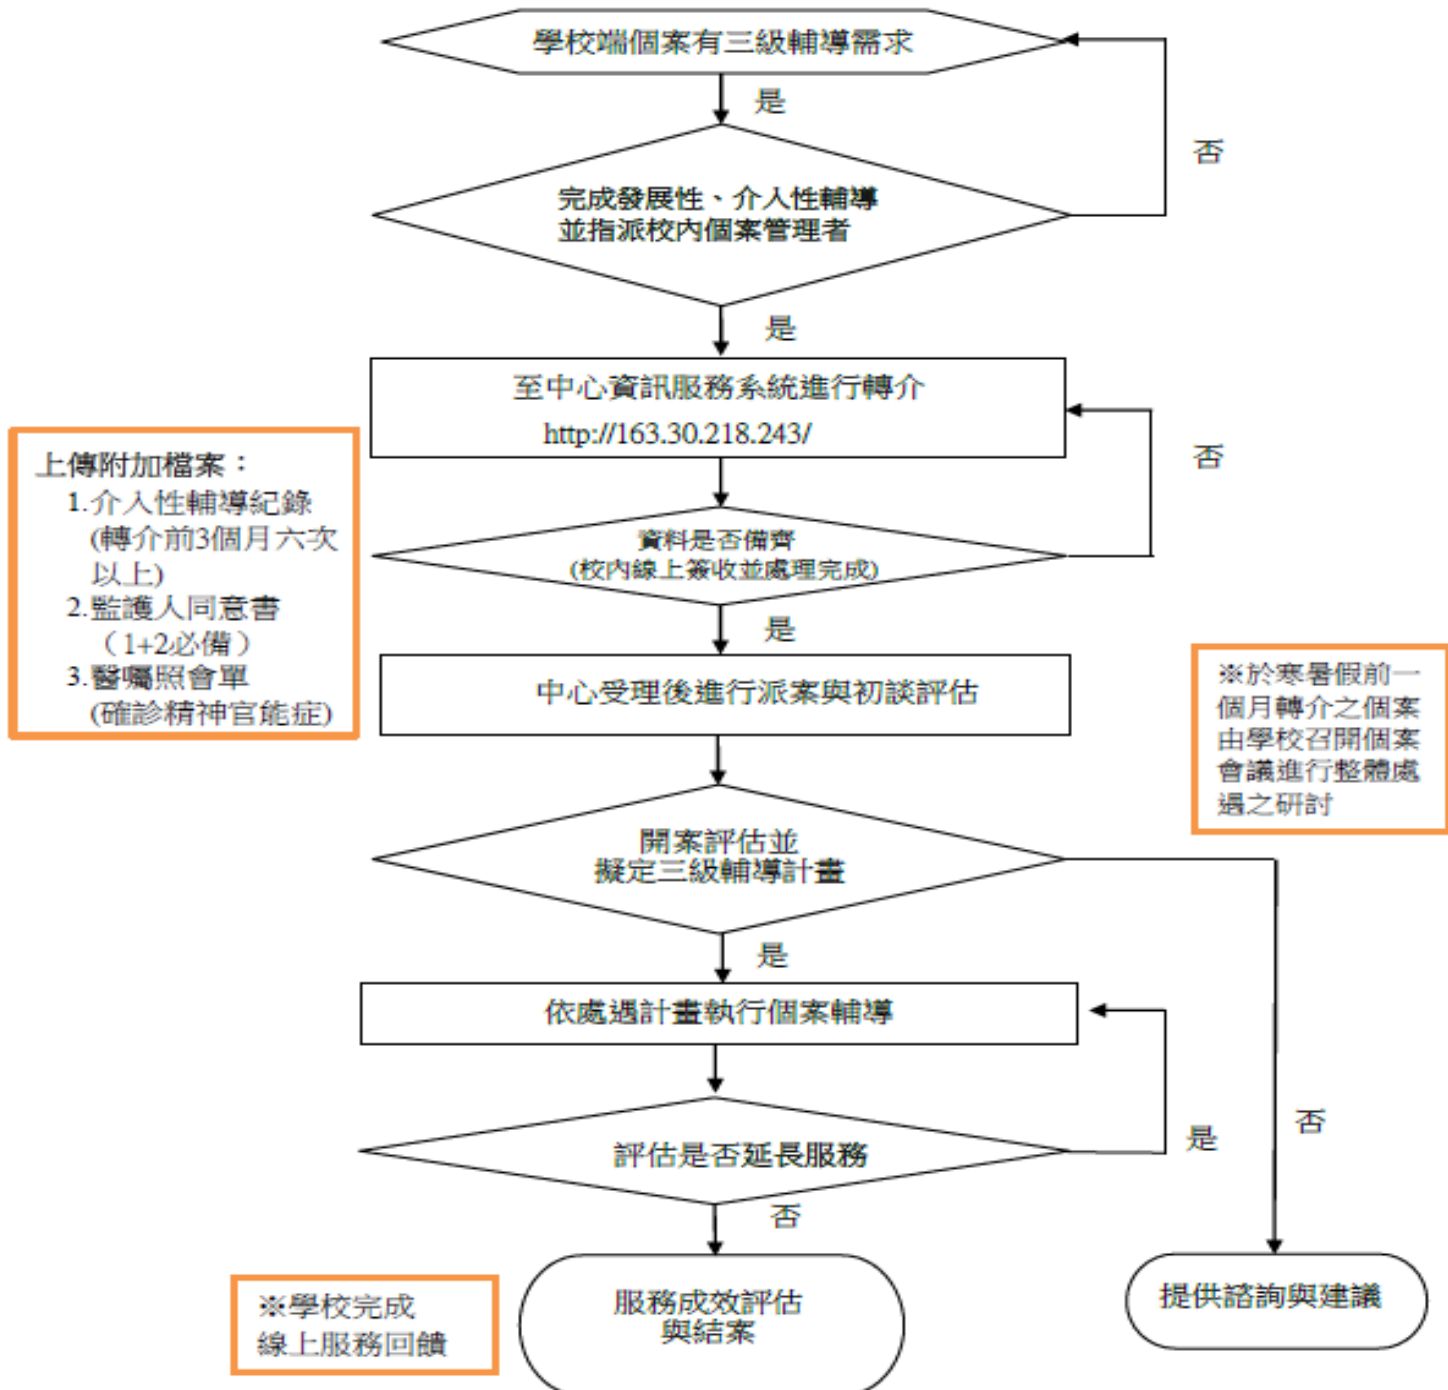 學校端個案有三級輔導需求
是
否
完成發展性、介入性輔導
並指派校內個案管理者
是
至中心資訊服務系統進行轉介
http://163.30.218.243/
否
上傳附加檔案：
1.介入性輔導紀錄
(轉介前3個月六次
以上)
2.監護人同意書
（1+2必備）
3.醫囑照會單
(確診精神官能症)
資料是否備齊
(校內線上簽收並處理完成)
是
中心受理後進行派案與初談評估
※於寒暑假前一
個月轉介之個案
由學校召開個案
會議進行整體處
遇之研討
開案評估並
擬定三級輔導計畫
是
依處遇計畫執行個案輔導
否
是
評估是否延長服務
否
服務成效評估
與結案
提供諮詢與建議
※學校完成
線上服務回饋